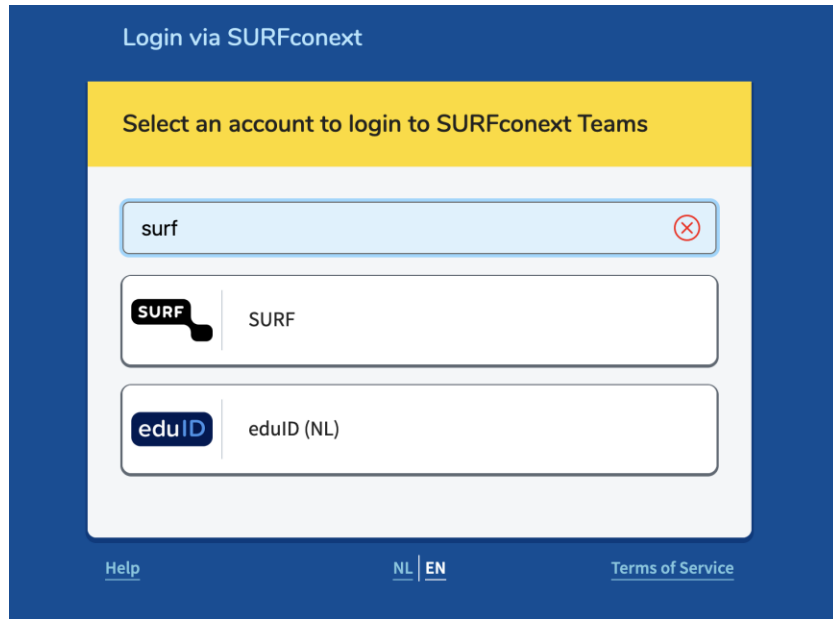 Login via SURFconext
Select an account to login to SURFconext Teams
surf
SURF
SURF
eduID
eduID (NL)
Help
NL | EN
Terms of Service